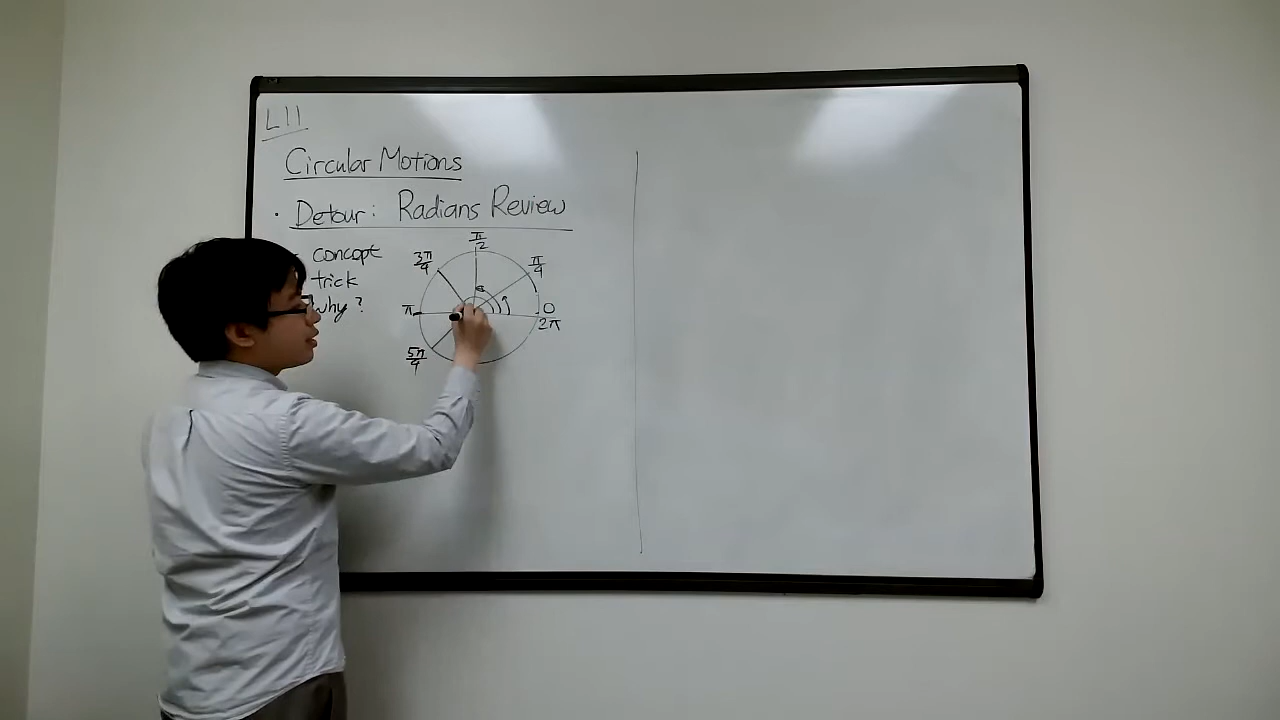 L11
Circular Motions
· Detour: Radians Review
concept
trick
why?
π/2
3π/4
π/4
π
0
2π
5π/4